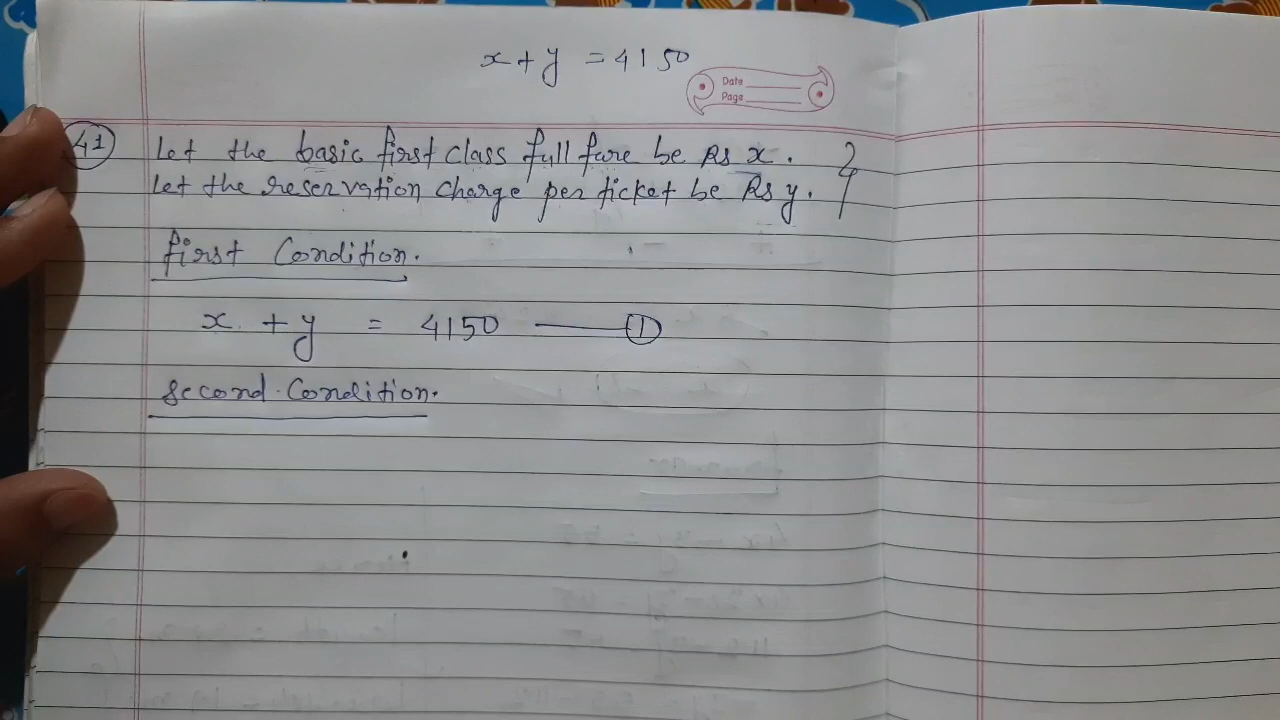 x + y = 4150
Date
Page
41 Let the basic first class full fare be Rs x.
Let the reservation charge per ticket be Rs y.
first Condition.
x + y = 4150 ——— ①
Second Condition.